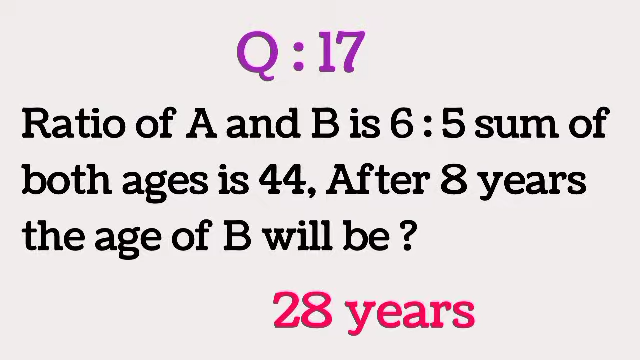 Q : 17
Ratio of A and B is 6 : 5 sum of
both ages is 44, After 8 years
the age of B will be ?
28 years